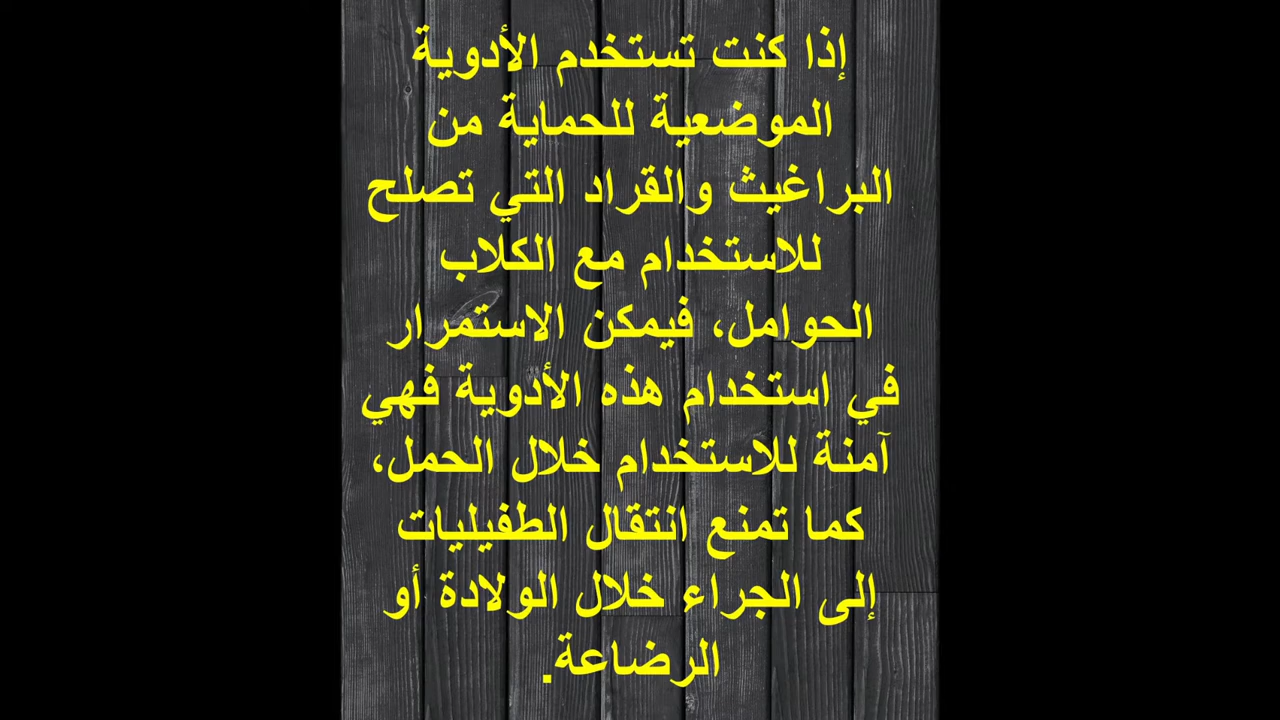 إذا كنت تستخدم الأدوية
الموضعية للحماية من
البراغيث والقراد التي تصلح
للاستخدام مع الكلاب
الحوامل، فيمكن الاستمرار
في استخدام هذه الأدوية فهي
آمنة للاستخدام خلال الحمل،
كما تمنع انتقال الطفيليات
إلى الجراء خلال الولادة أو
الرضاعة.